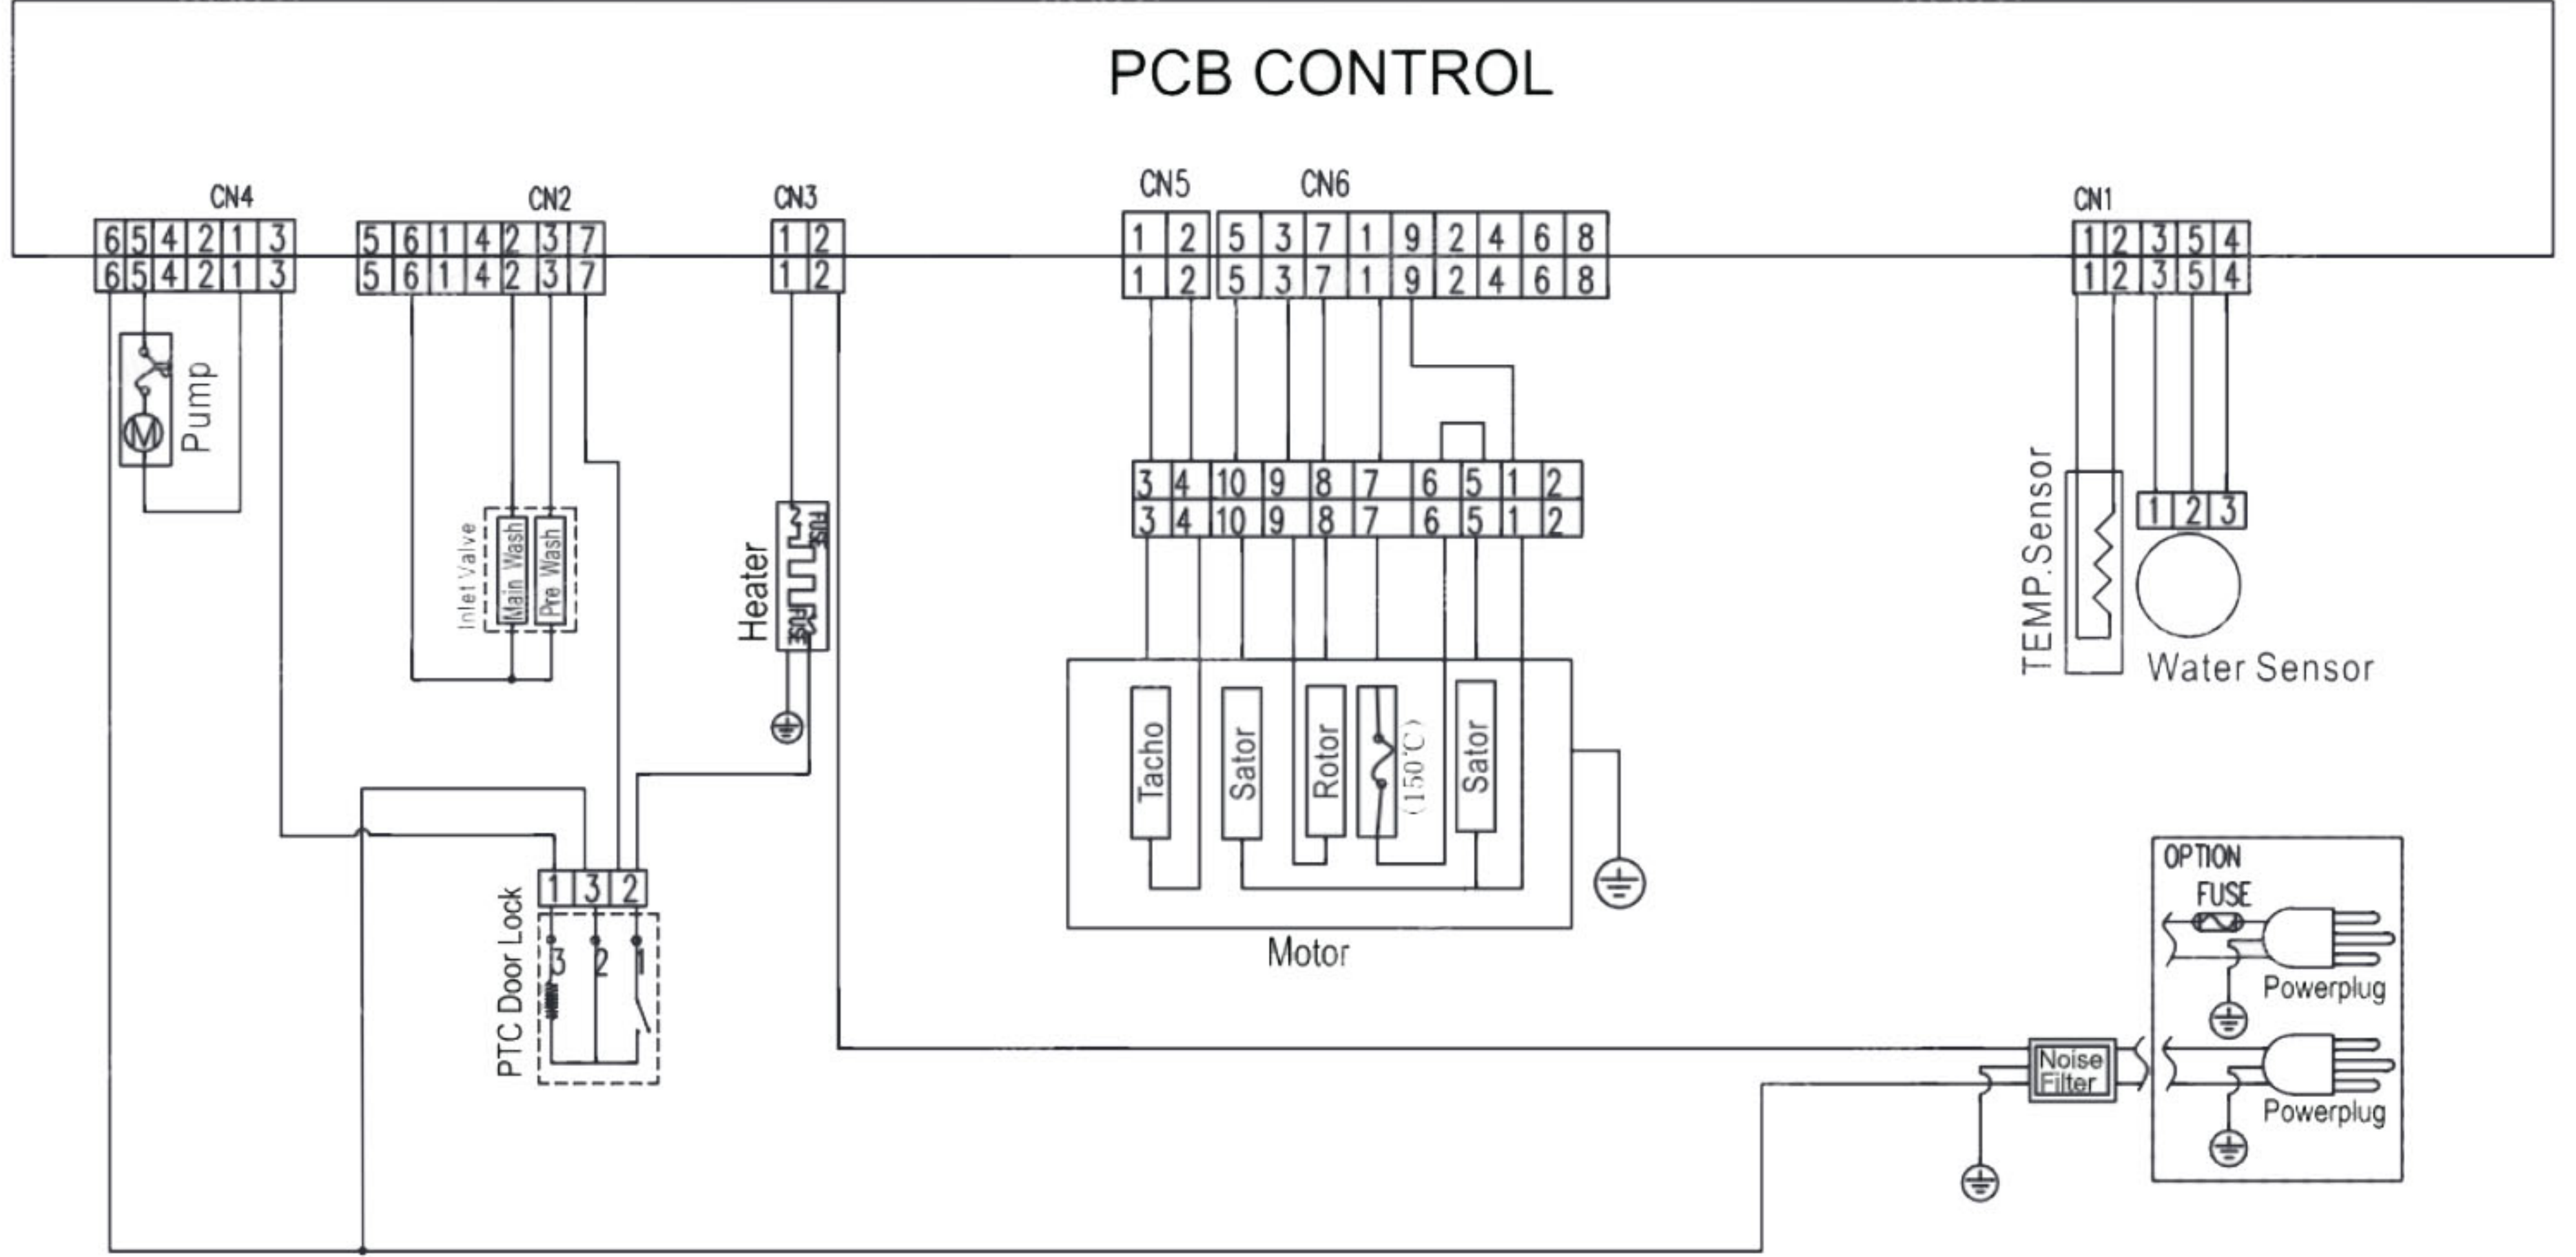 PCB CONTROL
CN4
CN2
CN3
CN5
CN6
CN1
6 5 4 2 1 3
6 5 4 2 1 3
5 6 1 4 2 3 7
5 6 1 4 2 3 7
1 2
1 2
1 2
1 2
5 3 7 1 9 2 4 6 8
5 3 7 1 9 2 4 6 8
1 2 3 5 4
1 2 3 5 4
Pump
M
Inlet Valve
Main Wash
Pre Wash
Heater
FUSE
FUSE
3 4 10 9 8 7 6 5 1 2
3 4 10 9 8 7 6 5 1 2
Tacho
Sator
Rotor
(150℃)
Sator
Motor
TEMP.Sensor
1 2 3
Water Sensor
PTC Door Lock
1 3 2
3 2 1
OPTION
FUSE
Powerplug
Powerplug
Noise
Filter